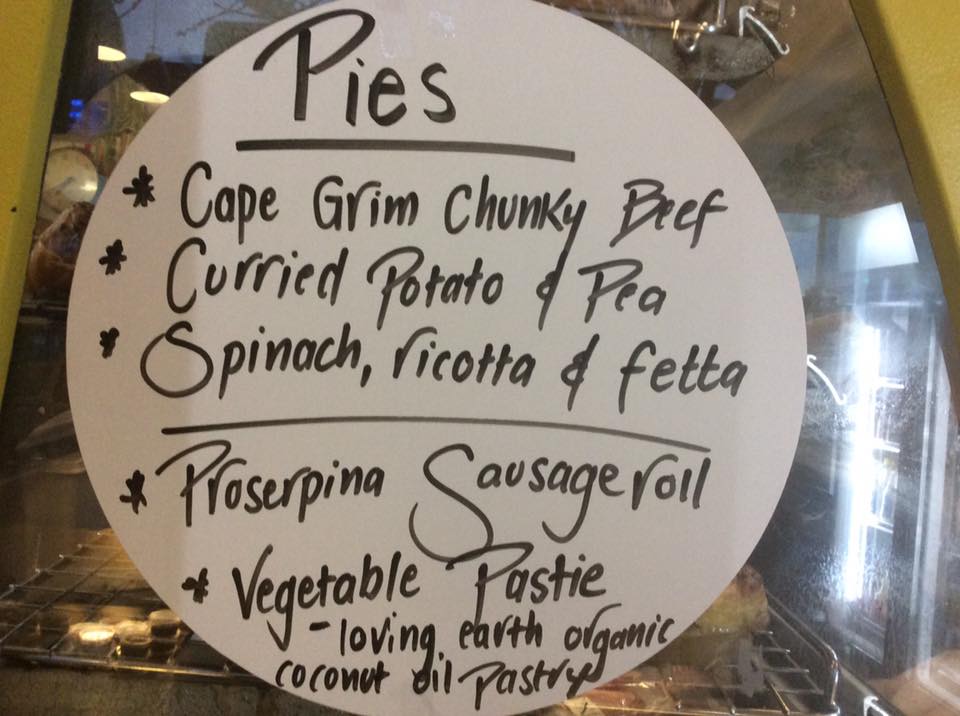 Pies
* Cape Grim Chunky Beef
* Curried Potato & Pea
* Spinach, ricotta & fetta
* Proserpina Sausage roll
* Vegetable Pastie
- loving earth organic
coconut oil Pastry